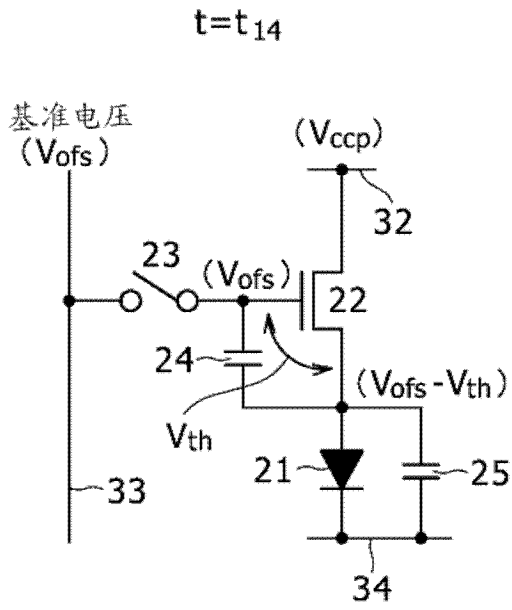 t=t14
基准电压
(Vofs)
(Vccp)
32
23
(Vofs)
22
24
(Vofs-Vth)
Vth
21
25
33
34